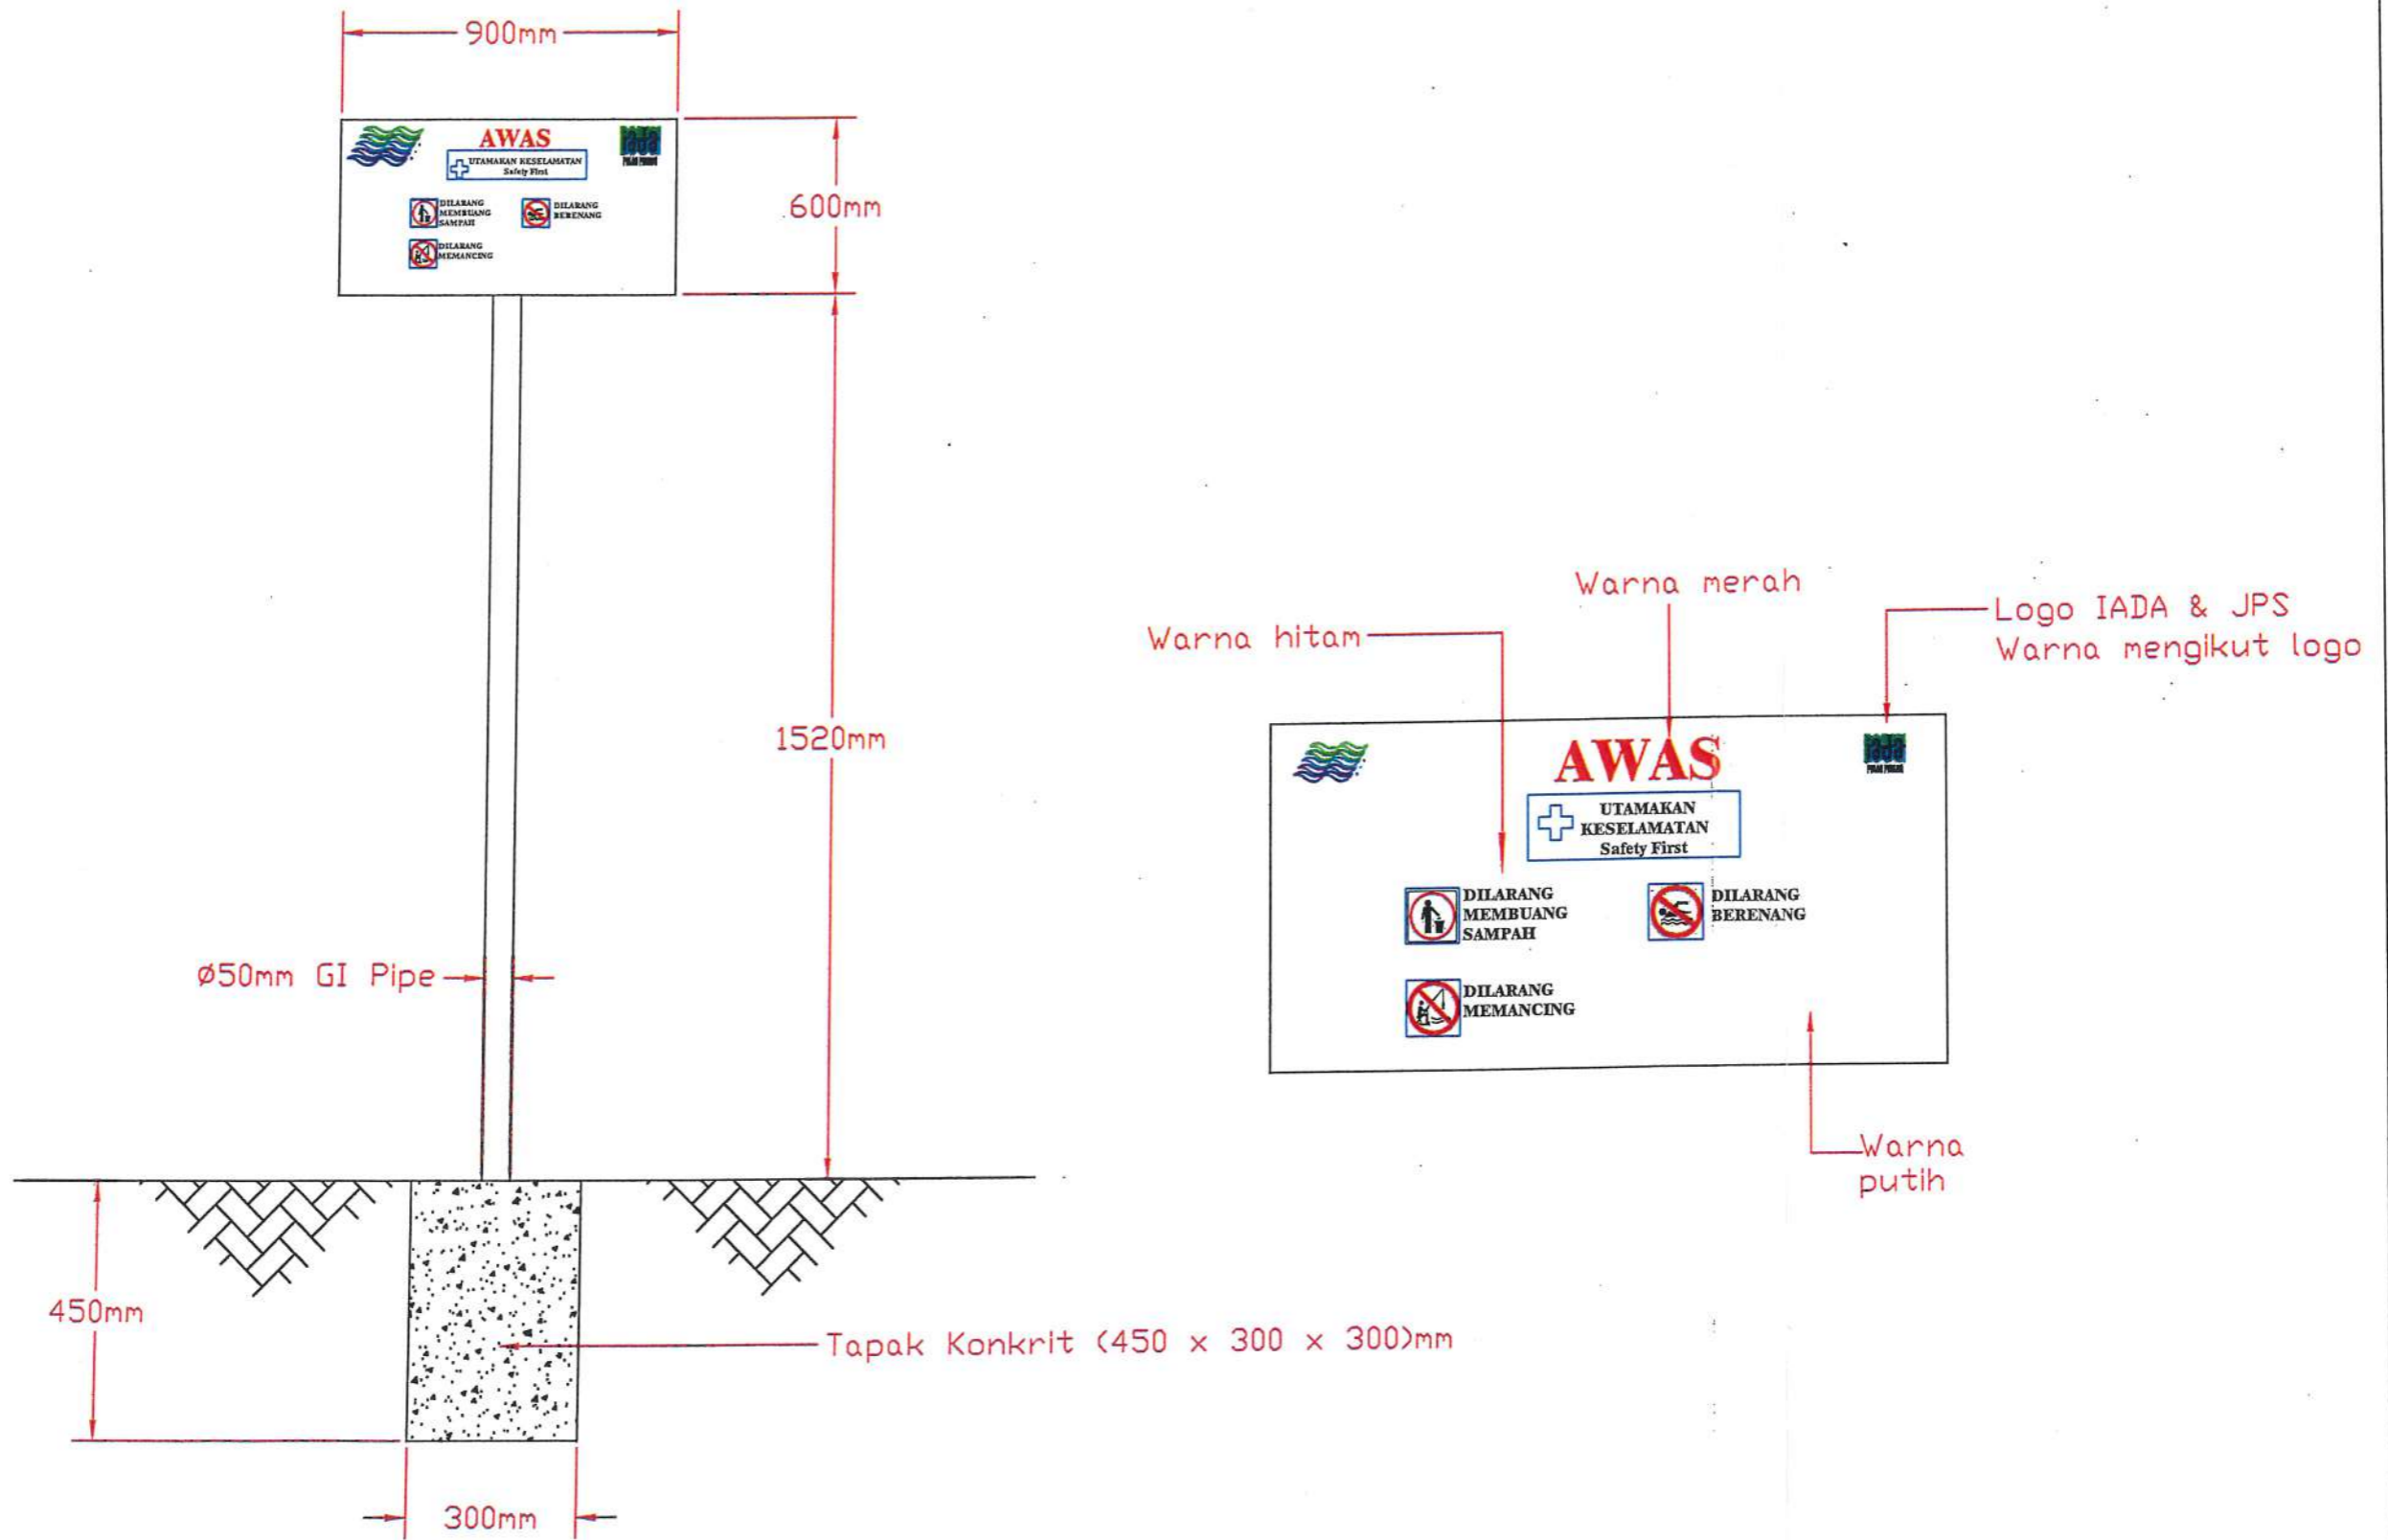 900mm
AWAS
UTAMAKAN KESELAMATAN
Safety First
iada
DILARANG
MEMBUANG
SAMPAH
DILARANG
BERENANG
DILARANG
MEMANCING
600mm
1520mm
Ø50mm GI Pipe
450mm
Tapak Konkrit (450 x 300 x 300)mm
300mm
Warna merah
Warna hitam
Logo IADA & JPS
Warna mengikut logo
AWAS
iada
UTAMAKAN
KESELAMATAN
Safety First
DILARANG
MEMBUANG
SAMPAH
DILARANG
BERENANG
DILARANG
MEMANCING
Warna
putih